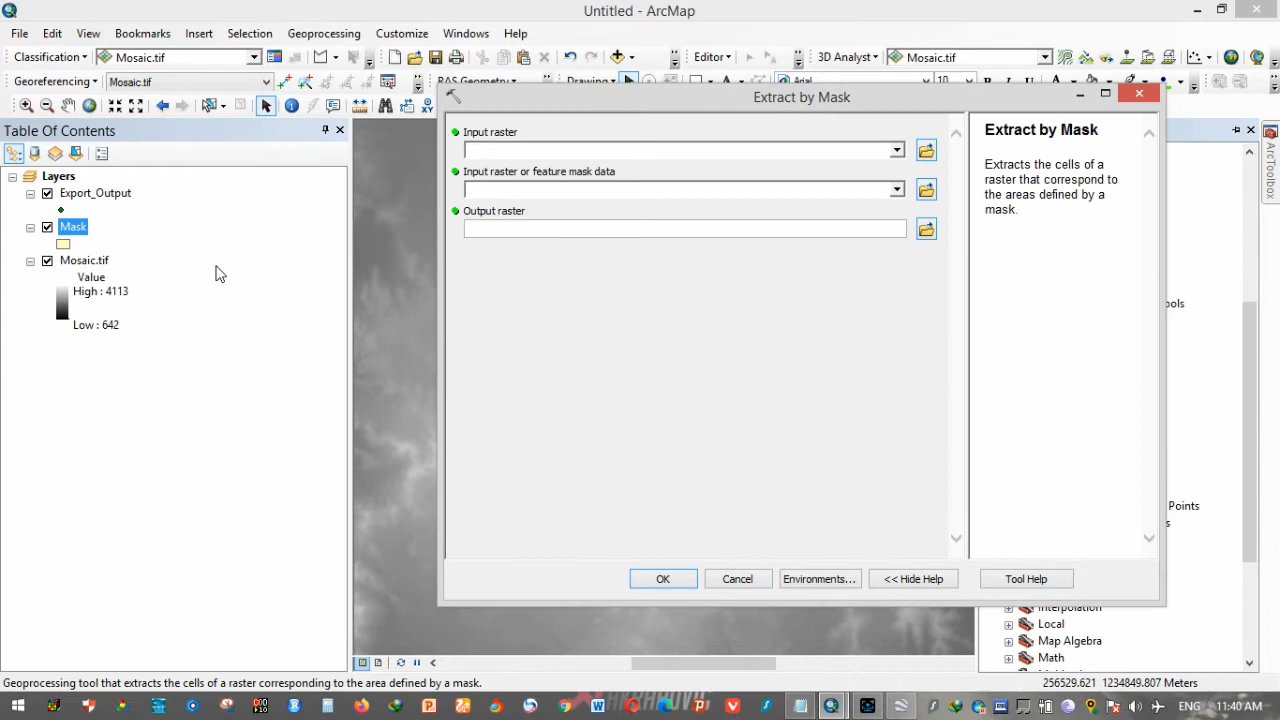 Untitled - ArcMap
File Edit View Bookmarks Insert Selection Geoprocessing Customize Windows Help
Classification Mosaic.tif Editor 3D Analyst Mosaic.tif
Georeferencing Mosaic.tif RAS Geometry Drawing Arial 10 B I U A
Extract by Mask
Table Of Contents
Layers
Export_Output
Mask
Mosaic.tif
Value
High : 4113
Low : 642
Input raster
Input raster or feature mask data
Output raster
OK Cancel Environments... << Hide Help Tool Help
Extract by Mask
Extracts the cells of a
raster that correspond to
the areas defined by a
mask.
ArcToolbox
ols
Points
s
Interpolation
Local
Map Algebra
Math
Geoprocessing tool that extracts the cells of a raster corresponding to the area defined by a mask.
256529.621 1234849.807 Meters
ENG 11:40 AM